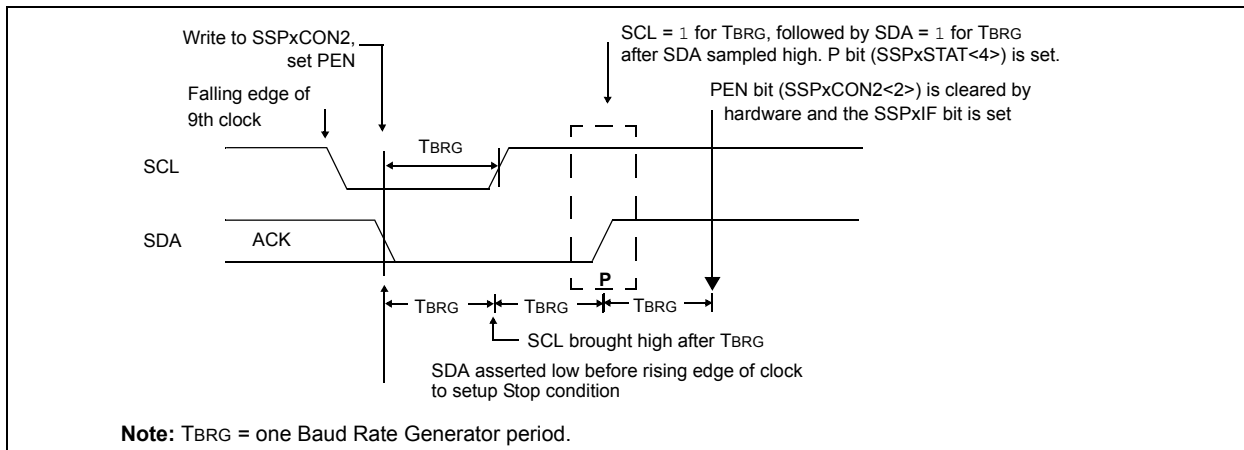 Write to SSPxCON2,
set PEN
SCL = 1 for TBRG, followed by SDA = 1 for TBRG
after SDA sampled high. P bit (SSPxSTAT<4>) is set.
Falling edge of
9th clock
PEN bit (SSPxCON2<2>) is cleared by
hardware and the SSPxIF bit is set
TBRG
SCL
SDA
ACK
P
TBRG
TBRG
TBRG
SCL brought high after TBRG
SDA asserted low before rising edge of clock
to setup Stop condition
Note: TBRG = one Baud Rate Generator period.